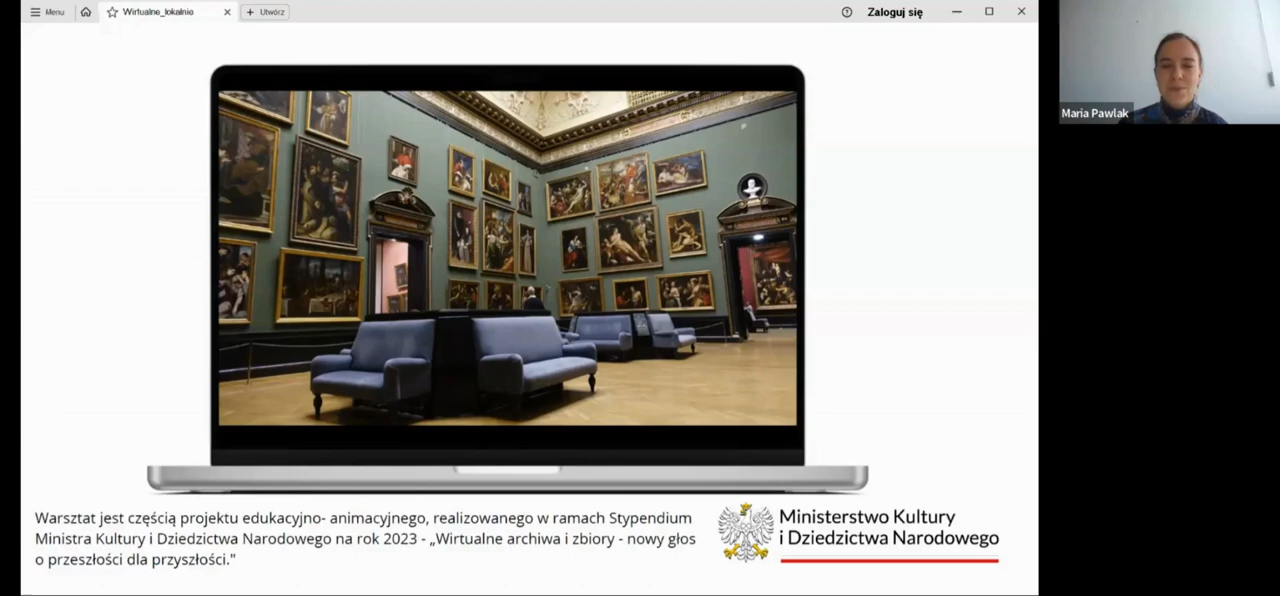 Menu
Wirtualne_lokalnie
Utwórz
Zaloguj się
Maria Pawlak
Warsztat jest częścią projektu edukacyjno- animacyjnego, realizowanego w ramach Stypendium
Ministra Kultury i Dziedzictwa Narodowego na rok 2023 - „Wirtualne archiwa i zbiory - nowy głos
o przeszłości dla przyszłości."
Ministerstwo Kultury
i Dziedzictwa Narodowego